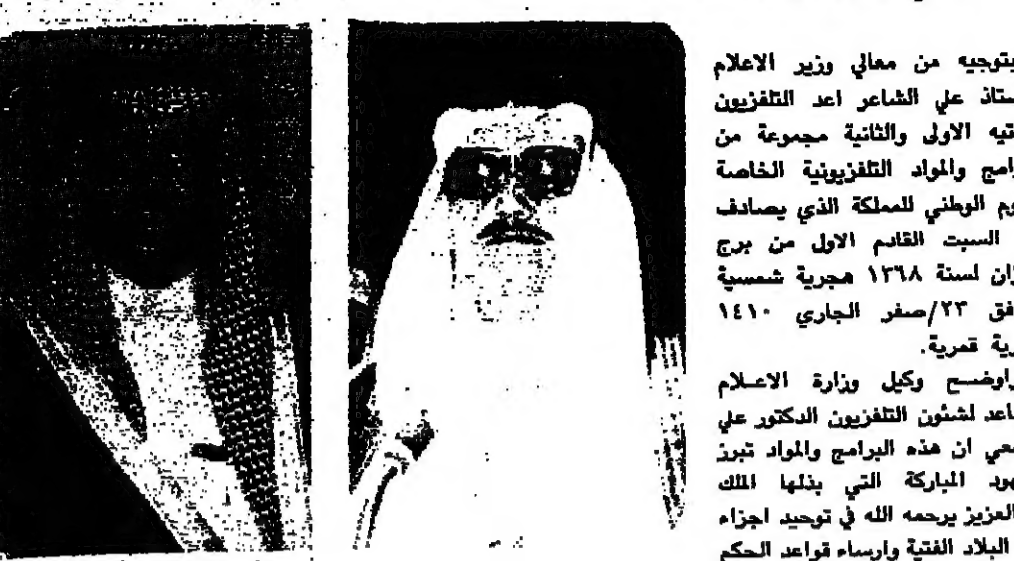 بتوجيه من معالي وزير الاعلام
ستاذ علي الشاعر اعد التلفزيون
تيه الاولى والثانية مجموعة من
رامج والمواد التلفزيونية الخاصة
وم الوطني للمملكة الذي يصادف
السبت القادم الاول من برج
زان لسنة ١٣٦٨ هجرية شمسية
فق ٢٣/صفر الجاري ١٤١٠
رية قمرية.
واوضح وكيل وزارة الاعلام
ساعد لشئون التلفزيون الدكتور علي
جعي ان هذه البرامج والمواد تبرز
هود المباركة التي بذلها الملك
العزيز يرحمه الله في توحيد اجزاء
البلاد الفتية وارساء قواعد الحكم